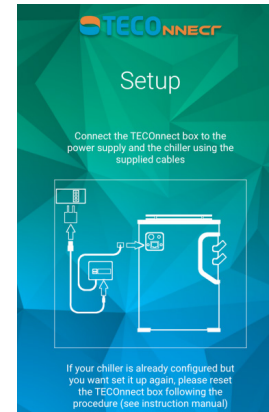 TECONNECT
Setup
Connect the TECOnnect box to the
power supply and the chiller using the
supplied cables
If your chiller is already configured but
you want set it up again, please reset
the TECOnnect box following the
procedure (see instruction manual)